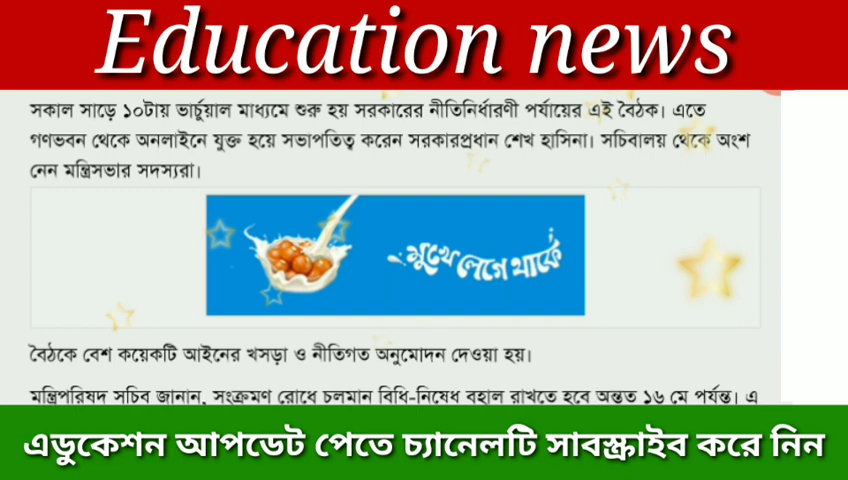 Education news
সকাল সাড়ে ১০টায় ভার্চুয়াল মাধ্যমে শুরু হয় সরকারের নীতিনির্ধারণী পর্যায়ের এই বৈঠক। এতে
গণভবন থেকে অনলাইনে যুক্ত হয়ে সভাপতিত্ব করেন সরকারপ্রধান শেখ হাসিনা। সচিবালয় থেকে অংশ
নেন মন্ত্রিসভার সদস্যরা।
মুখে লেগে থাকে
বৈঠকে বেশ কয়েকটি আইনের খসড়া ও নীতিগত অনুমোদন দেওয়া হয়।
মন্ত্রিপরিষদ সচিব জানান, সংক্রমণ রোধে চলমান বিধি-নিষেধ বহাল রাখতে হবে অন্তত ১৬ মে পর্যন্ত। এ
এডুকেশন আপডেট পেতে চ্যানেলটি সাবস্ক্রাইব করে নিন